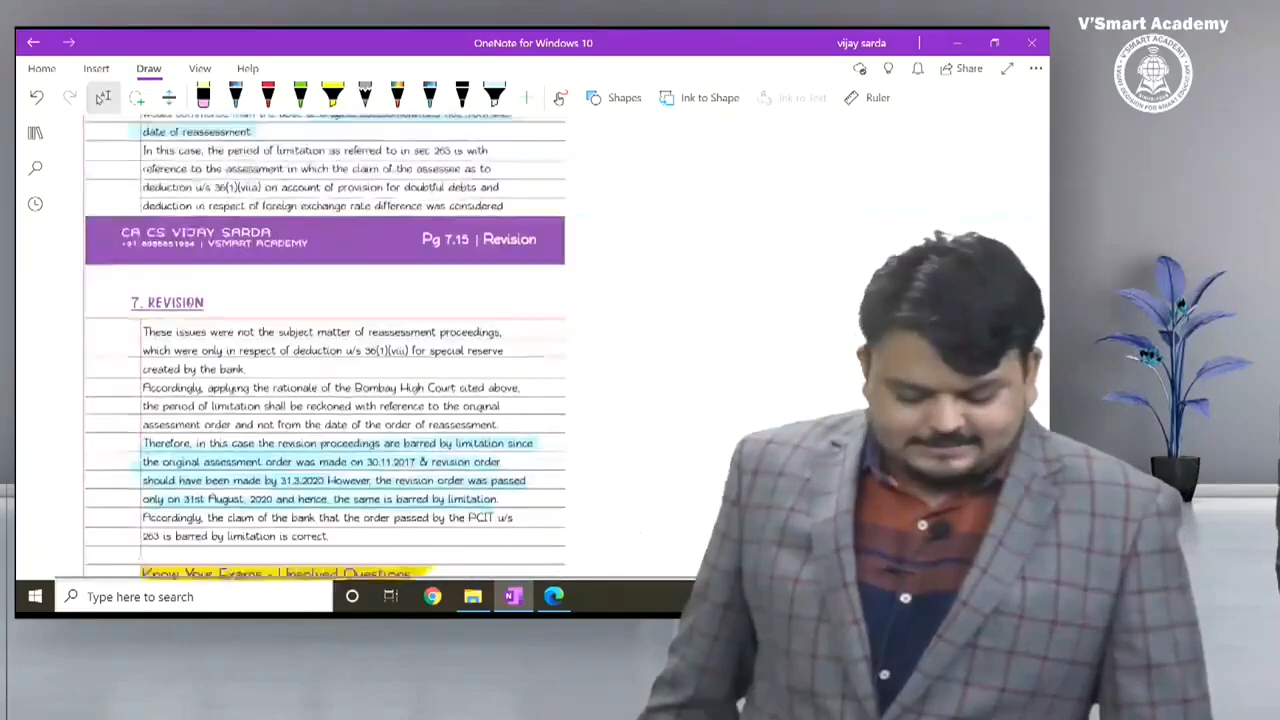 V'Smart Academy
OneNote for Windows 10
vijay sarda
Home Insert Draw View Help
Share
Shapes Ink to Shape Ink to Text Ruler
date of reassessment.
In this case, the period of limitation as referred to in sec 263 is with
reference to the assessment in which the claim of the assessee as to
deduction u/s 36(1)(viia) on account of provision for doubtful debts and
deduction in respect of foreign exchange rate difference was considered
CA CS VIJAY SARDA
| VSMART ACADEMY
Pg 7.15 | Revision
7. REVISION
These issues were not the subject matter of reassessment proceedings,
which were only in respect of deduction u/s 36(1)(viii) for special reserve
created by the bank.
Accordingly, applying the rationale of the Bombay High Court cited above,
the period of limitation shall be reckoned with reference to the original
assessment order and not from the date of the order of reassessment.
Therefore, in this case the revision proceedings are barred by limitation since
the original assessment order was made on 30.11.2017 & revision order
should have been made by 31.3.2020 However, the revision order was passed
only on 31st August, 2020 and hence, the same is barred by limitation.
Accordingly, the claim of the bank that the order passed by the PCIT u/s
263 is barred by limitation is correct.
Know Your Exams - Unsolved Questions
Type here to search